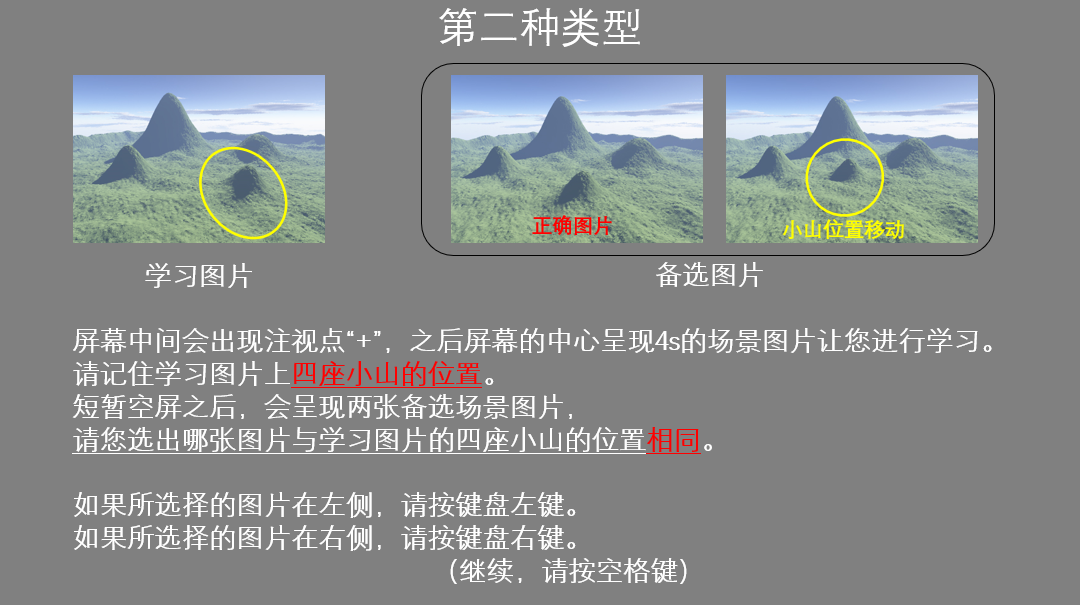 第二种类型
正确图片
小山位置移动
学习图片
备选图片
屏幕中间会出现注视点“+”，之后屏幕的中心呈现4s的场景图片让您进行学习。
请记住学习图片上四座小山的位置。
短暂空屏之后，会呈现两张备选场景图片，
请您选出哪张图片与学习图片的四座小山的位置相同。
如果所选择的图片在左侧，请按键盘左键。
如果所选择的图片在右侧，请按键盘右键。
（继续，请按空格键）